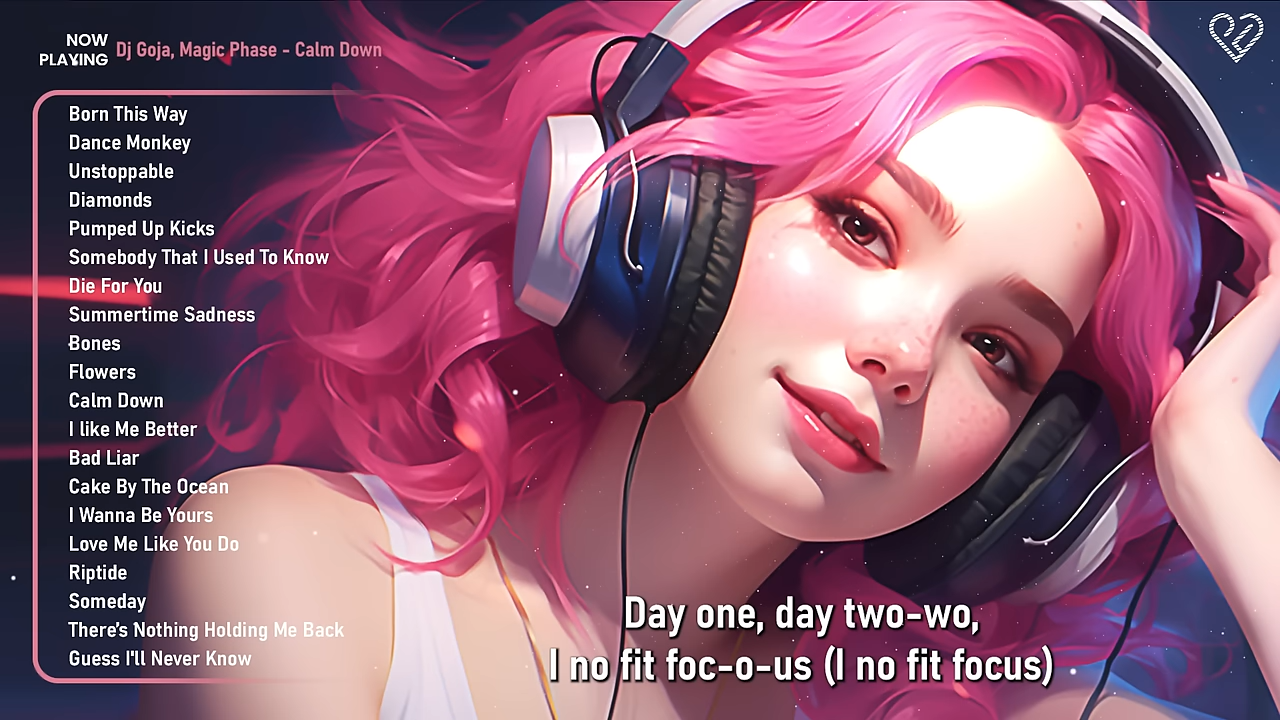 NOW
PLAYING
Dj Goja, Magic Phase - Calm Down
Born This Way
Dance Monkey
Unstoppable
Diamonds
Pumped Up Kicks
Somebody That I Used To Know
Die For You
Summertime Sadness
Bones
Flowers
Calm Down
I like Me Better
Bad Liar
Cake By The Ocean
I Wanna Be Yours
Love Me Like You Do
Riptide
Someday
There's Nothing Holding Me Back
Guess I'll Never Know
Day one, day two-wo,
I no fit foc-o-us (I no fit focus)